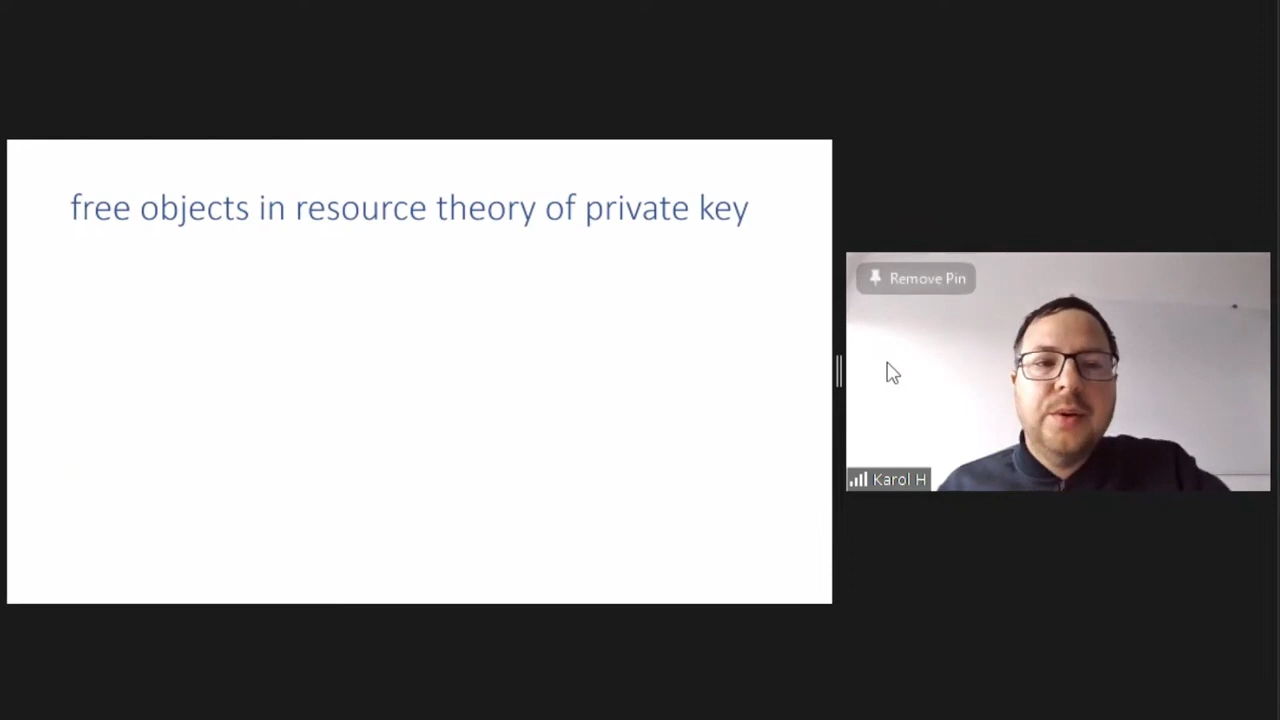 free objects in resource theory of private key
Remove Pin
Karol H